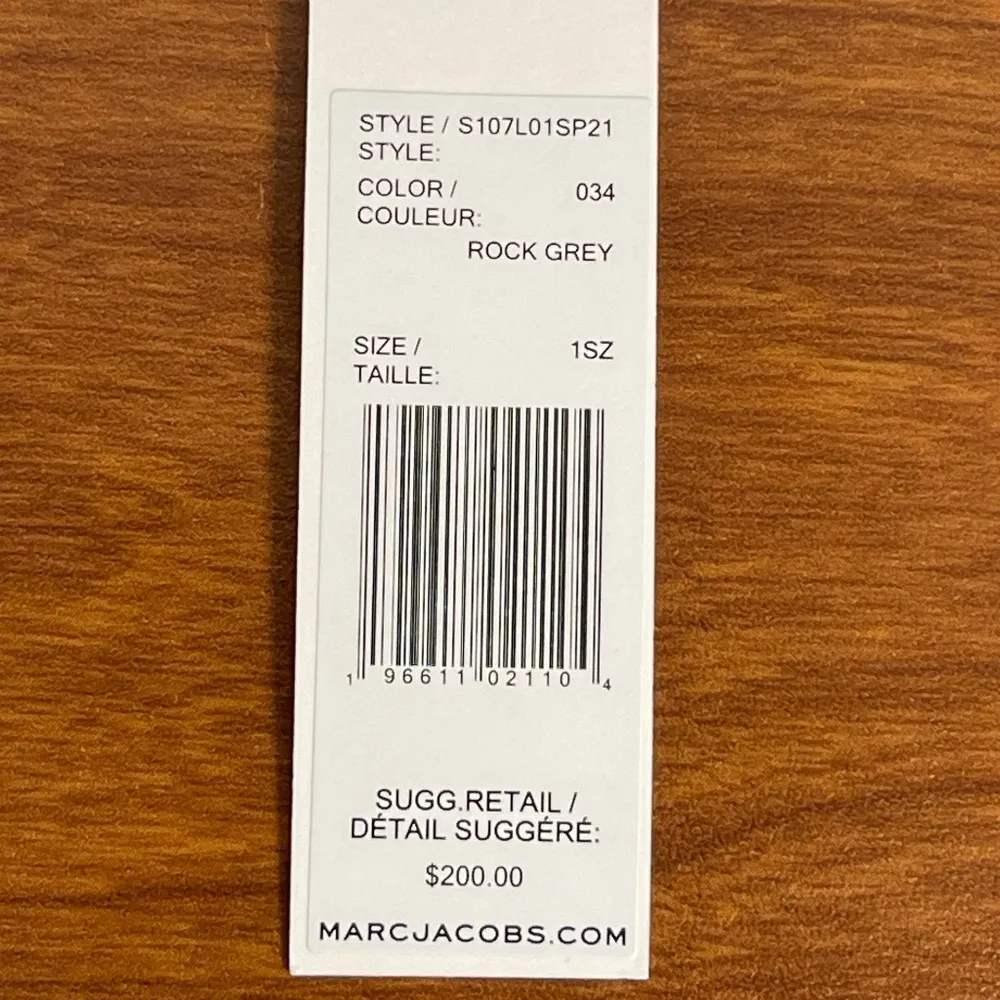 STYLE / S107L01SP21
STYLE:
COLOR / 034
COULEUR:
ROCK GREY
SIZE / 1SZ
TAILLE:
1 96611 02110 4
SUGG.RETAIL /
DÉTAIL SUGGÉRÉ:
$200.00
MARCJACOBS.COM